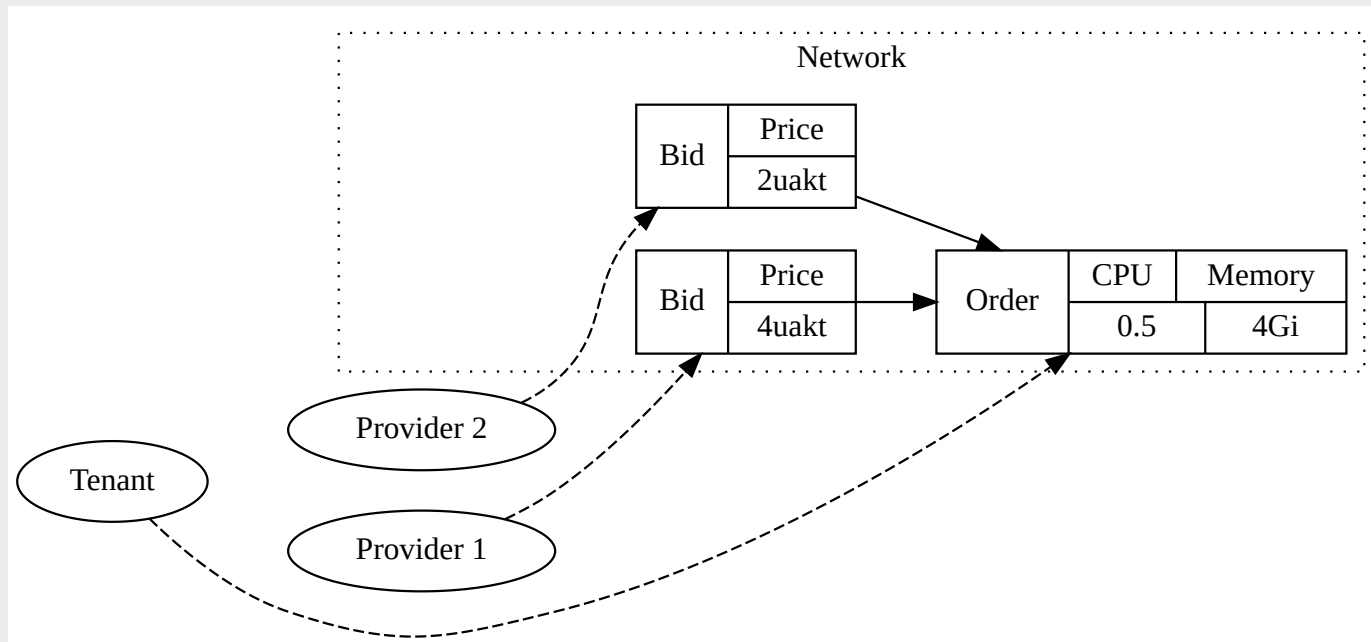 Network
Bid
Price
2uakt
Bid
Price
4uakt
Order
CPU
Memory
0.5
4Gi
Provider 2
Tenant
Provider 1